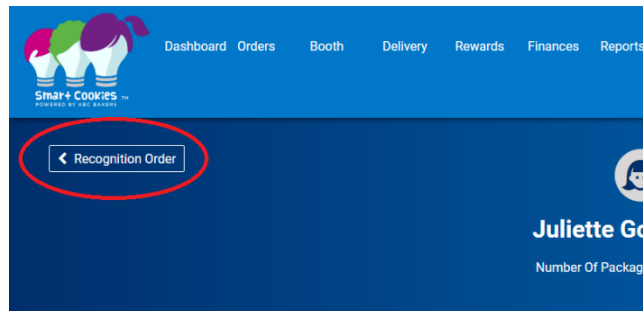 Dashboard Orders Booth Delivery Rewards Finances Reports
Smart Cookies TM
POWERED BY ABC BAKERS
Recognition Order
Juliette Go
Number Of Packag